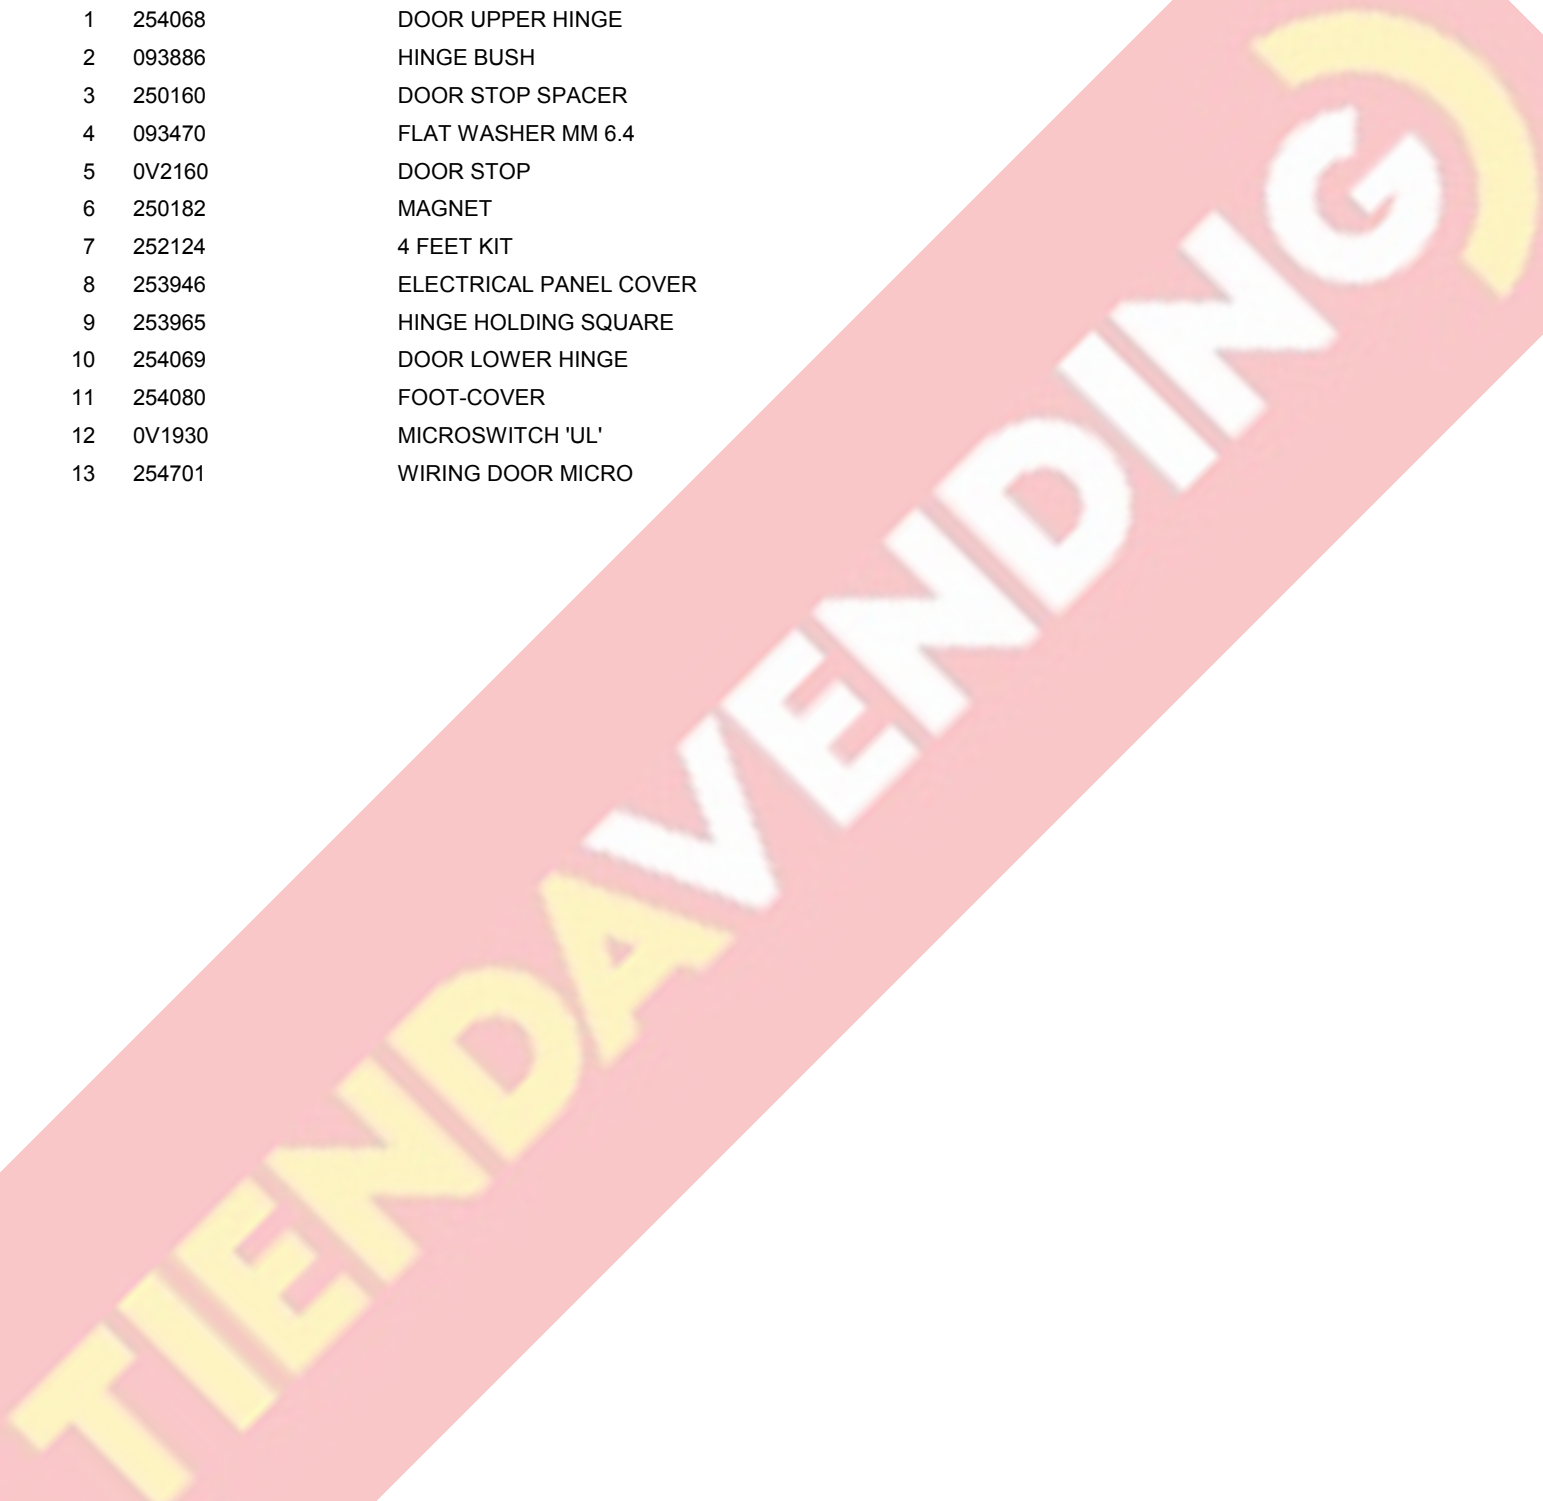 1 254068 DOOR UPPER HINGE
2 093886 HINGE BUSH
3 250160 DOOR STOP SPACER
4 093470 FLAT WASHER MM 6.4
5 0V2160 DOOR STOP
6 250182 MAGNET
7 252124 4 FEET KIT
8 253946 ELECTRICAL PANEL COVER
9 253965 HINGE HOLDING SQUARE
10 254069 DOOR LOWER HINGE
11 254080 FOOT-COVER
12 0V1930 MICROSWITCH 'UL'
13 254701 WIRING DOOR MICRO
TIENDAVENDING